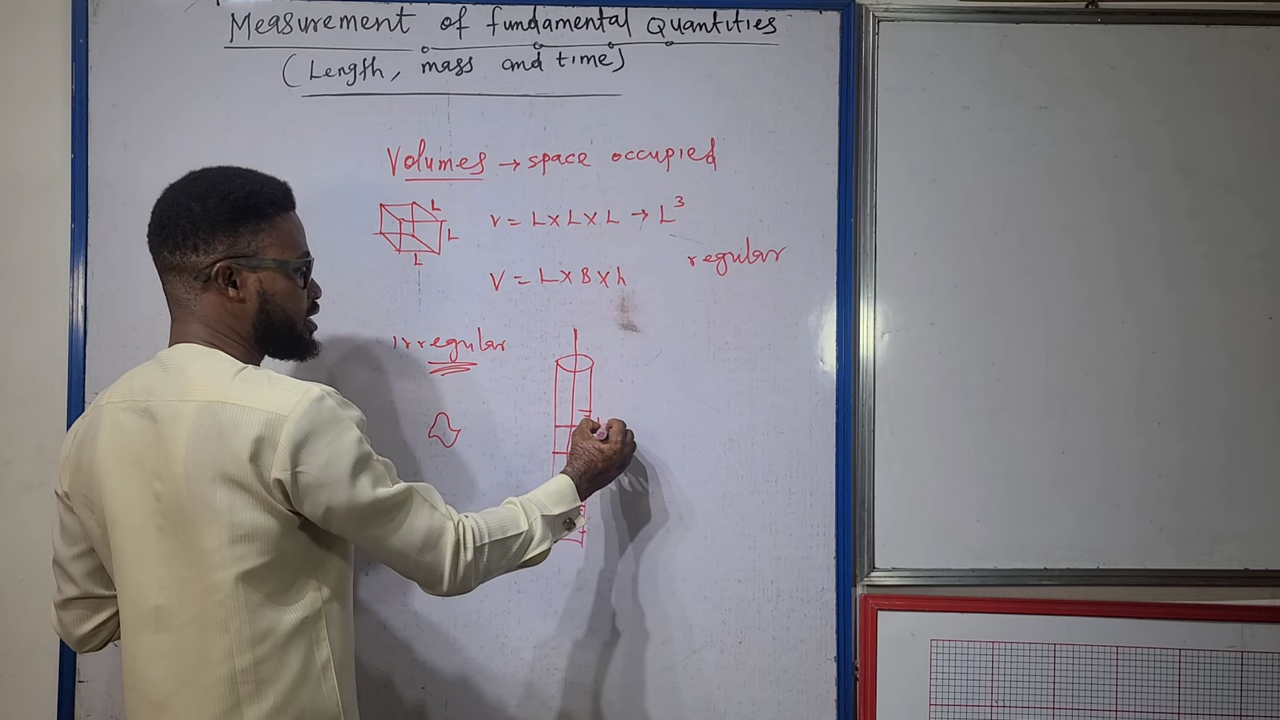 Measurement of fundamental Quantities
(Length, mass and time)
Volumes → space occupied
L
L
L
V = L x L x L → L³
regular
V = L x B x h
Irregular